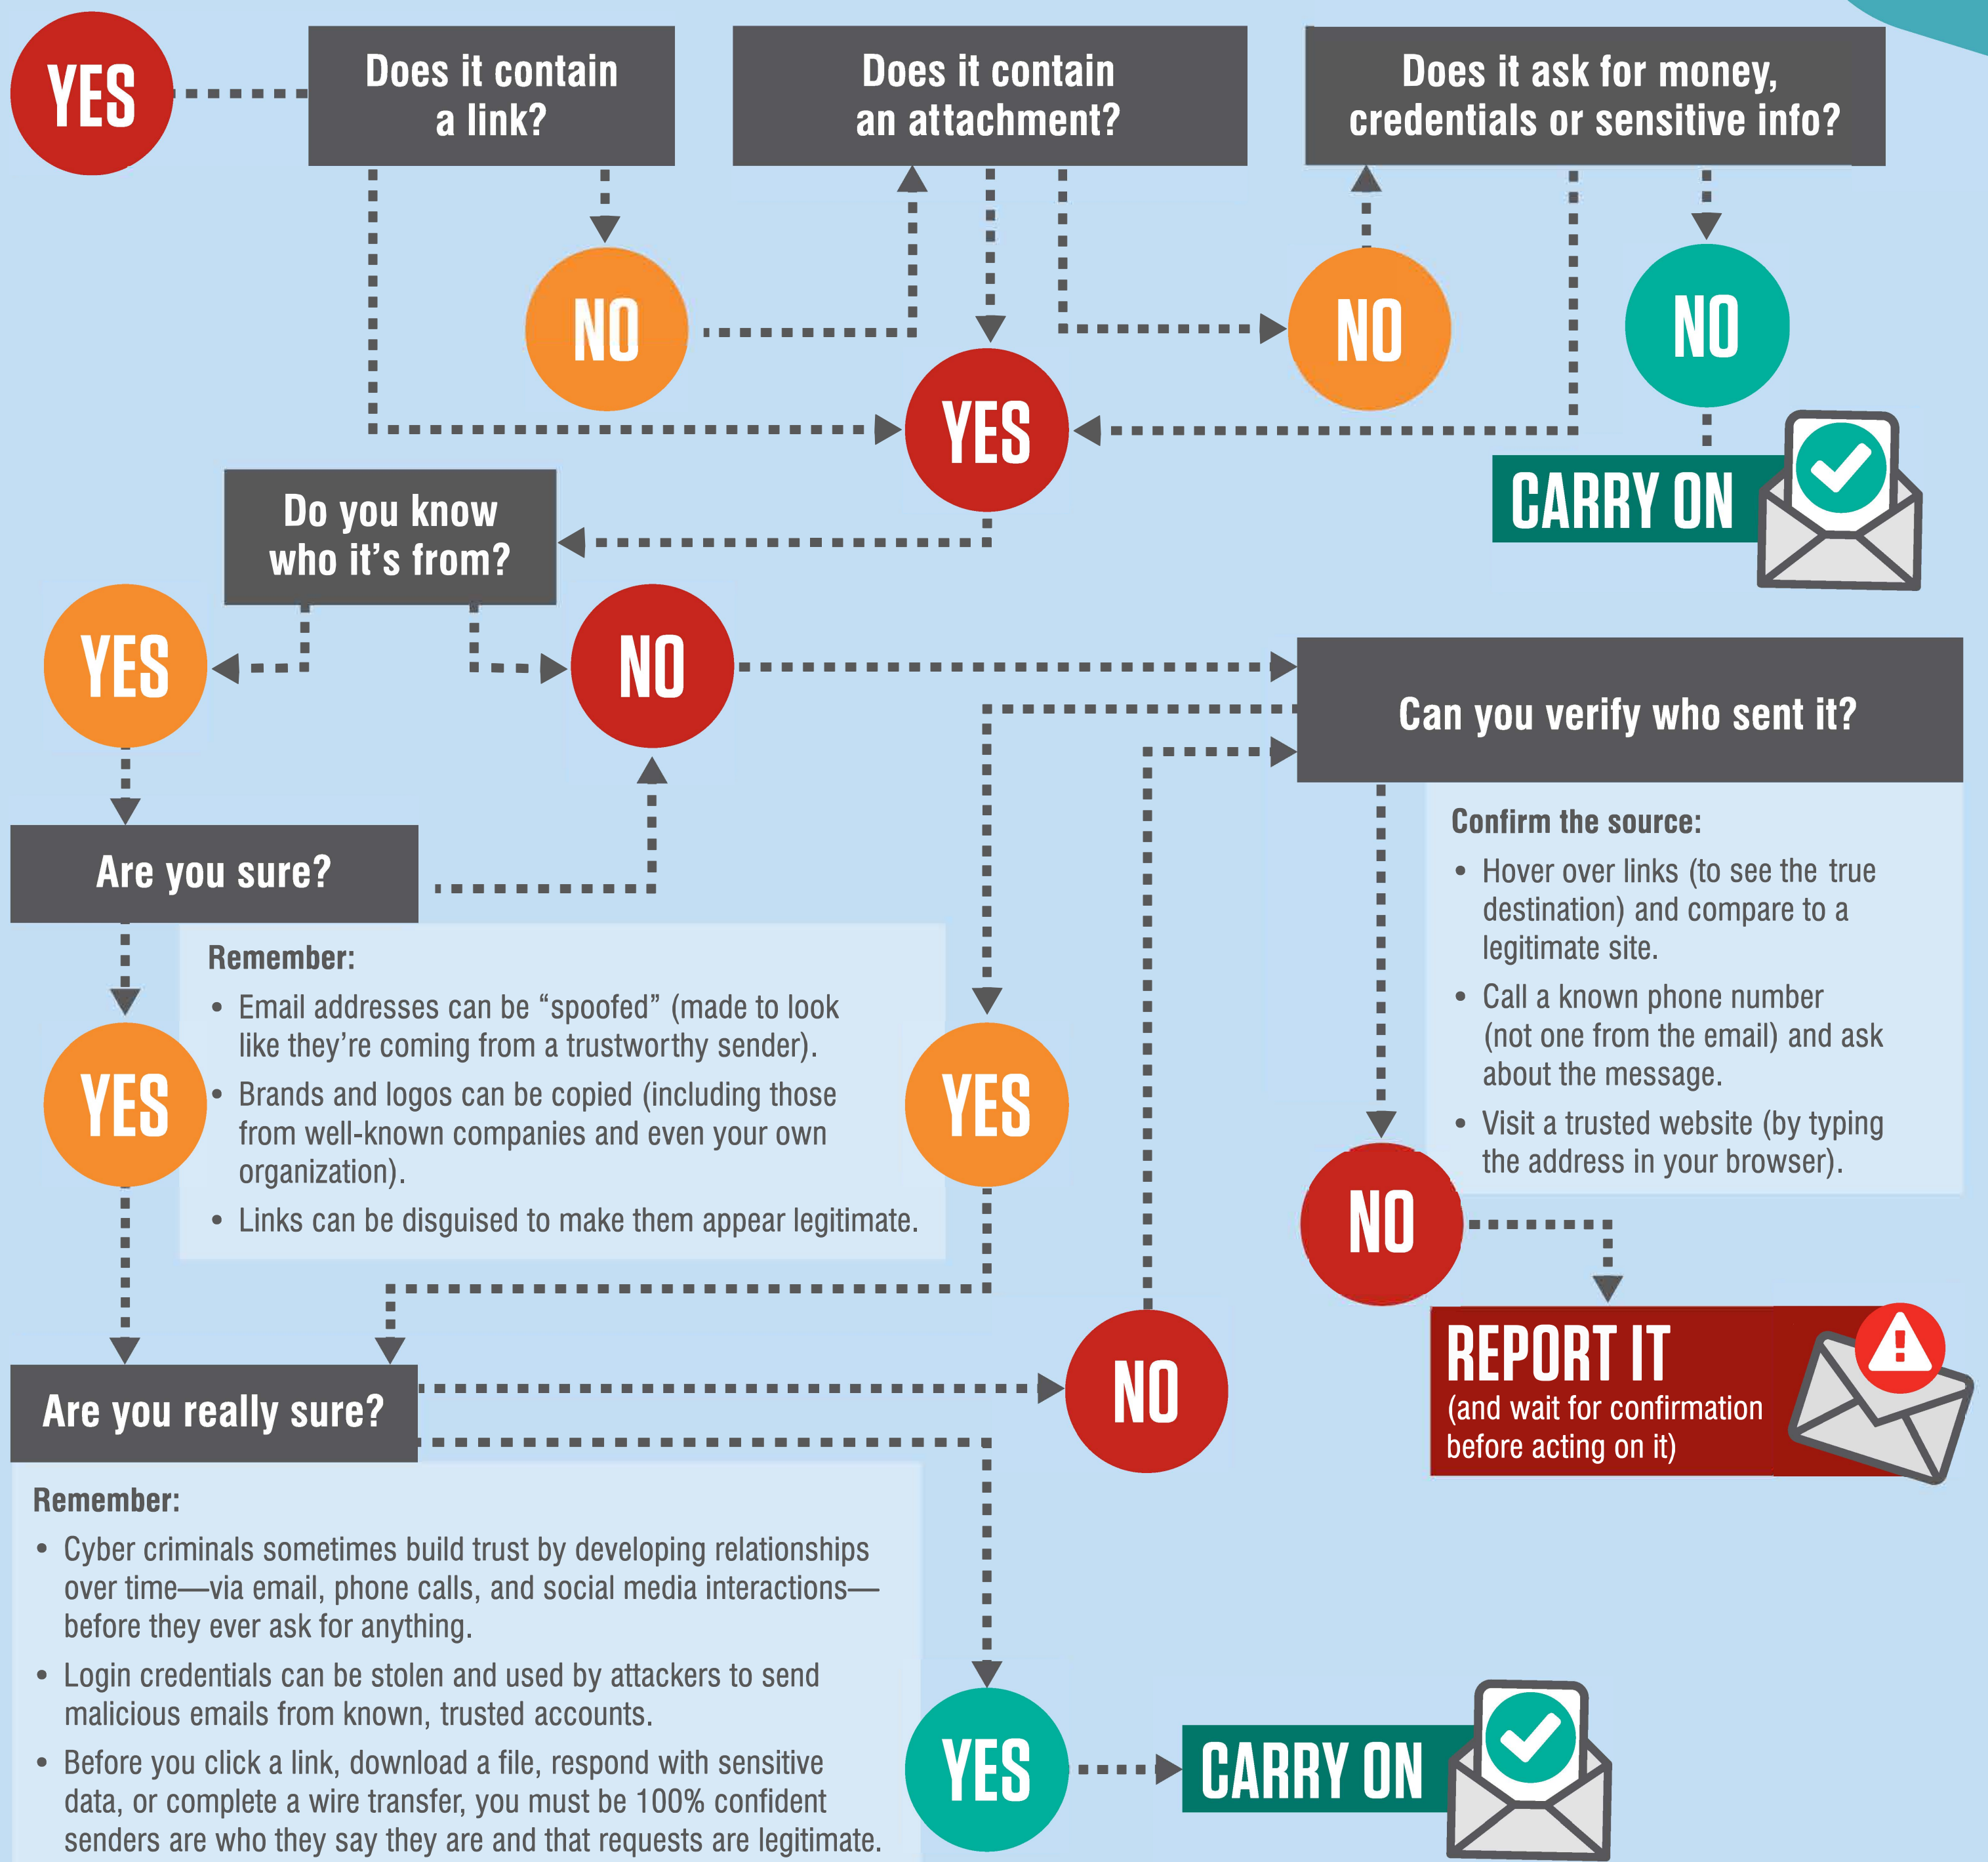 YES
Does it contain
a link?
Does it contain
an attachment?
Does it ask for money,
credentials or sensitive info?
NO
NO
NO
YES
CARRY ON
Do you know
who it's from?
YES
NO
Can you verify who sent it?
Confirm the source:
• Hover over links (to see the true
destination) and compare to a
legitimate site.
• Call a known phone number
(not one from the email) and ask
about the message.
• Visit a trusted website (by typing
the address in your browser).
Are you sure?
Remember:
• Email addresses can be “spoofed” (made to look
like they’re coming from a trustworthy sender).
• Brands and logos can be copied (including those
from well-known companies and even your own
organization).
• Links can be disguised to make them appear legitimate.
YES
YES
NO
REPORT IT
(and wait for confirmation
before acting on it)
Are you really sure?
NO
Remember:
• Cyber criminals sometimes build trust by developing relationships
over time—via email, phone calls, and social media interactions—
before they ever ask for anything.
• Login credentials can be stolen and used by attackers to send
malicious emails from known, trusted accounts.
• Before you click a link, download a file, respond with sensitive
data, or complete a wire transfer, you must be 100% confident
senders are who they say they are and that requests are legitimate.
YES
CARRY ON